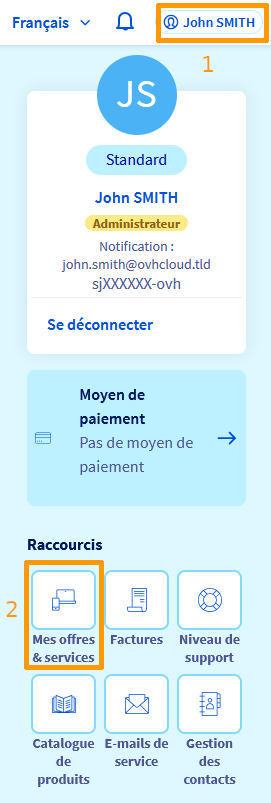 Français
John SMITH
1
JS
Standard
John SMITH
Administrateur
Notification :
john.smith@ovhcloud.tld
sjXXXXXX-ovh
Se déconnecter
Moyen de
paiement
Pas de moyen de
paiement
Raccourcis
2
Mes offres
& services
Factures
Niveau de
support
Catalogue
de
produits
E-mails de
service
Gestion
des
contacts